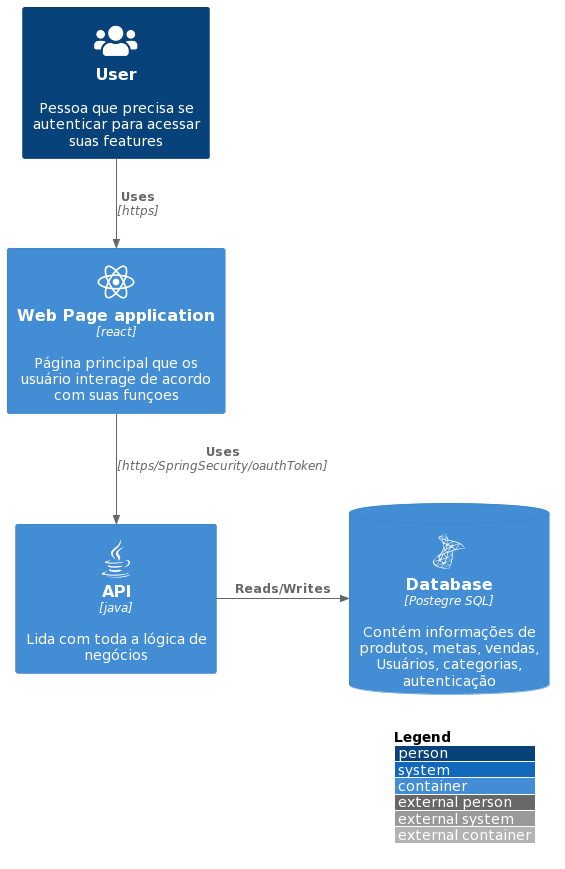 User
Pessoa que precisa se
autenticar para acessar
suas features
Uses
[https]
Web Page application
[react]
Página principal que os
usuário interage de acordo
com suas funçoes
Uses
[https/SpringSecurity/oauthToken]
API
[java]
Lida com toda a lógica de
negócios
Reads/Writes
Database
[Postegre SQL]
Contém informações de
produtos, metas, vendas,
Usuários, categorias,
autenticação
Legend
person
system
container
external person
external system
external container